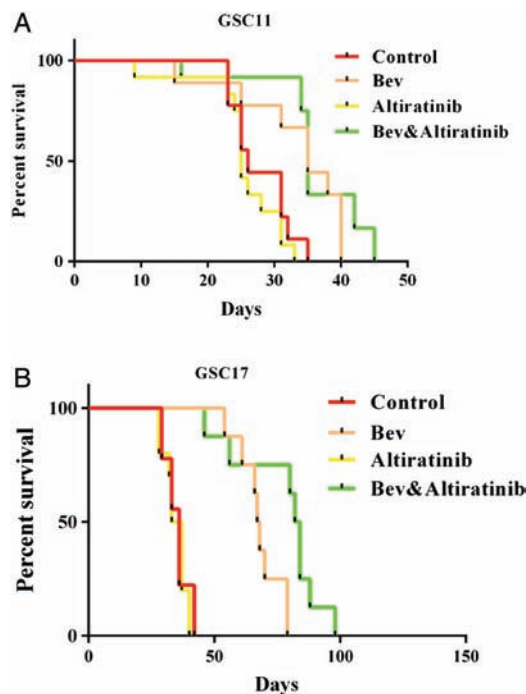 A
GSC11
Percent survival
100
50
0
0 10 20 30 40 50
Days
Control
Bev
Altiratinib
Bev&Altiratinib
B
GSC17
Percent survival
100
50
0
0 50 100 150
Days
Control
Bev
Altiratinib
Bev&Altiratinib